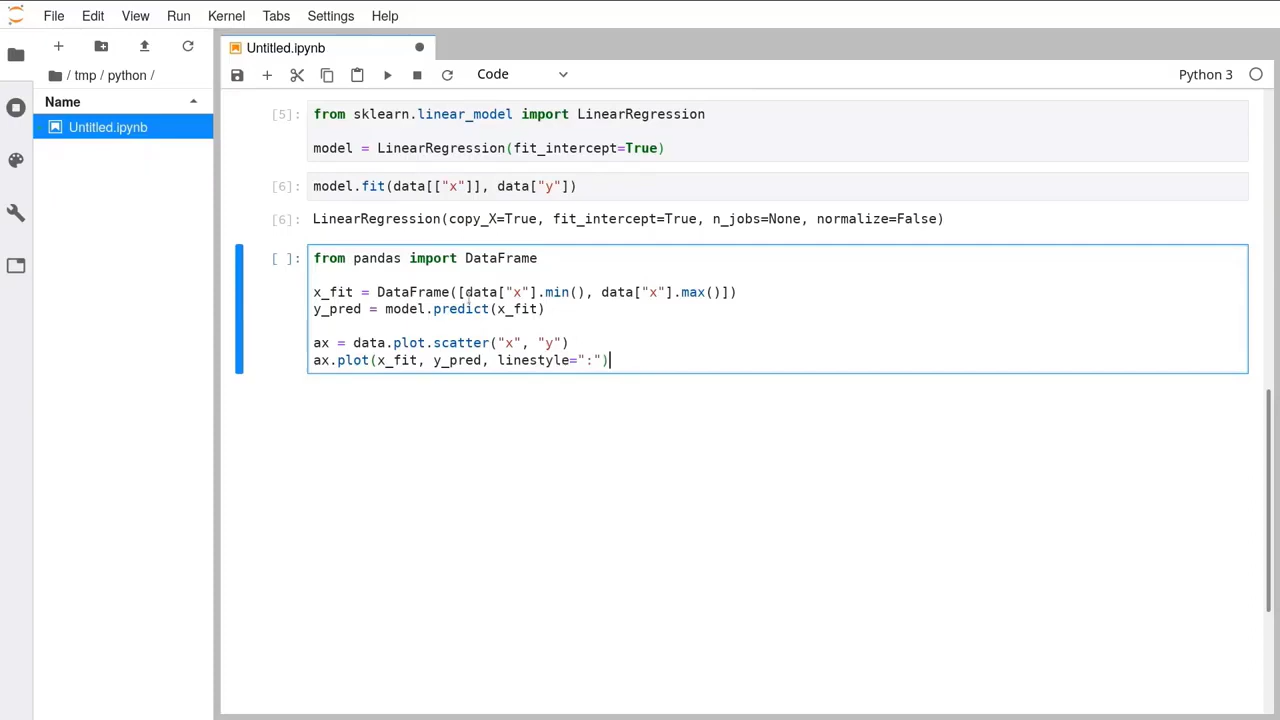 File Edit View Run Kernel Tabs Settings Help
Untitled.ipynb
Code
Python 3
/ tmp / python /
Name
Untitled.ipynb
[5]: from sklearn.linear_model import LinearRegression
model = LinearRegression(fit_intercept=True)
[6]: model.fit(data[["x"]], data["y"])
[6]: LinearRegression(copy_X=True, fit_intercept=True, n_jobs=None, normalize=False)
[ ]: from pandas import DataFrame
x_fit = DataFrame([data["x"].min(), data["x"].max()])
y_pred = model.predict(x_fit)
ax = data.plot.scatter("x", "y")
ax.plot(x_fit, y_pred, linestyle=":")